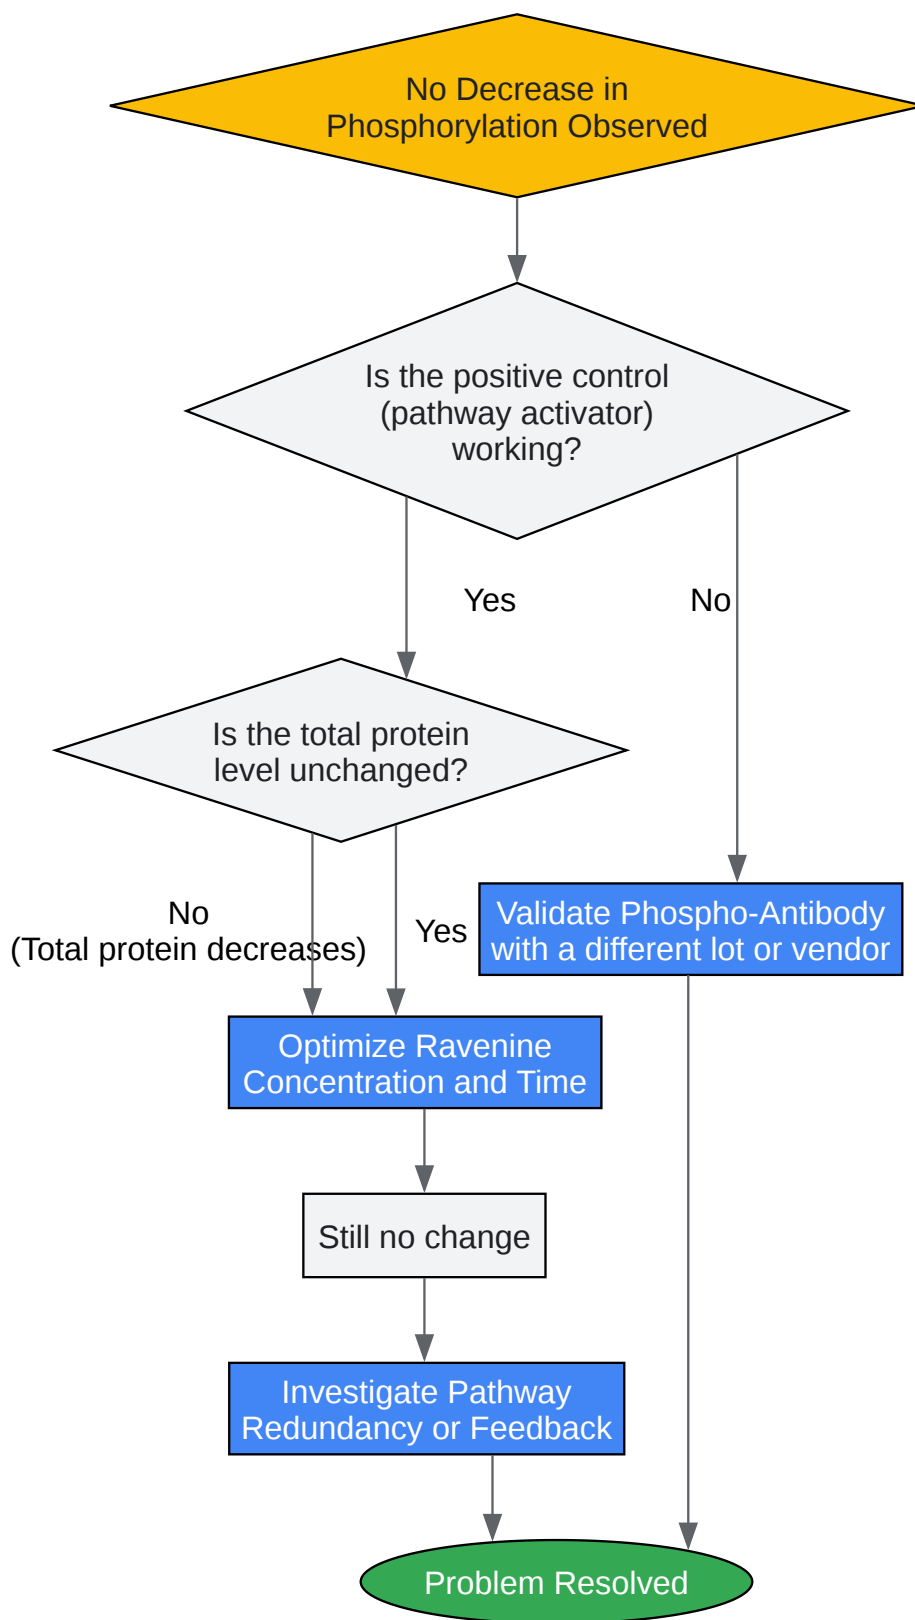 No Decrease in
Phosphorylation Observed
Is the positive control
(pathway activator)
working?
Yes
No
Is the total protein
level unchanged?
No
(Total protein decreases)
Yes
Validate Phospho-Antibody
with a different lot or vendor
Optimize Ravenine
Concentration and Time
Still no change
Investigate Pathway
Redundancy or Feedback
Problem Resolved